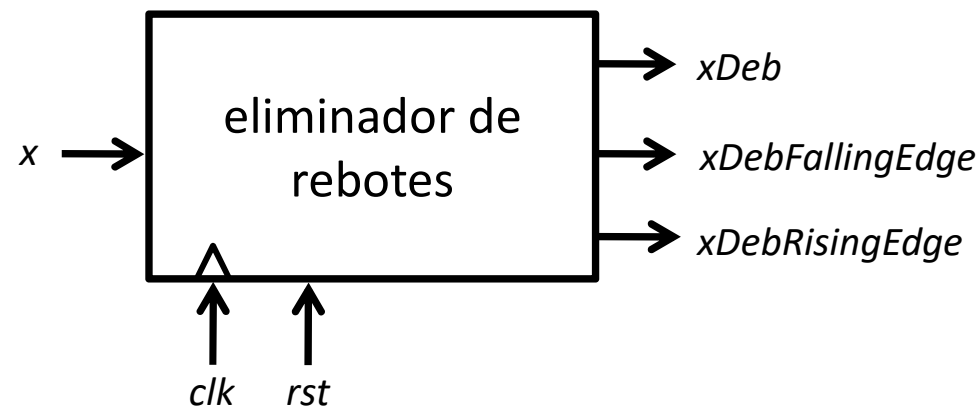 xDeb
eliminador de
rebotes
x
xDebFallingEdge
xDebRisingEdge
clk
rst